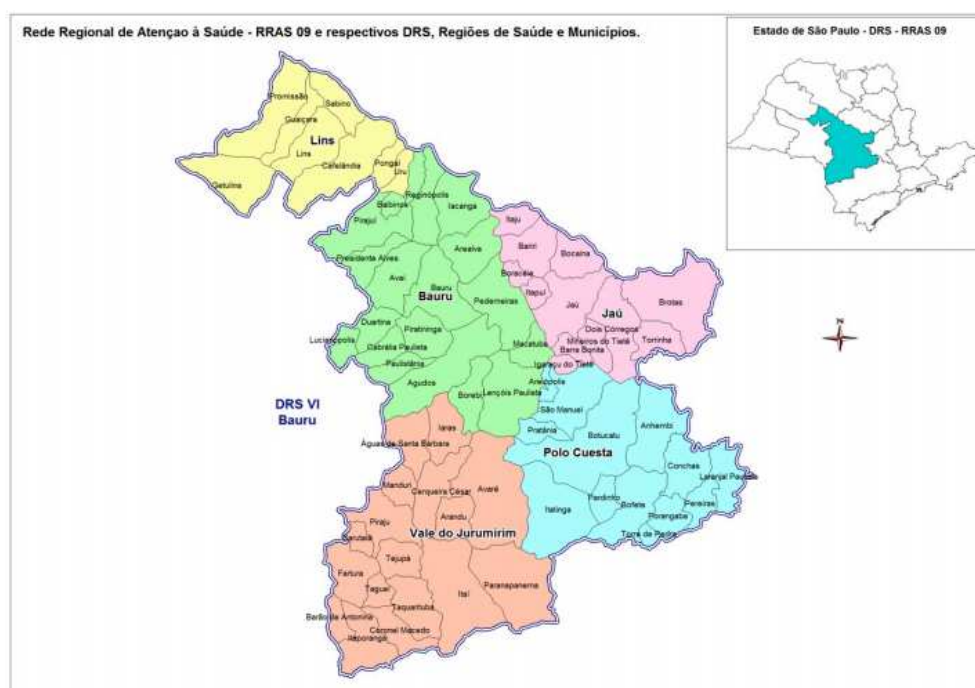 Rede Regional de Atençao à Saúde - RRAS 09 e respectivos DRS, Regiões de Saúde e Municípios.
Estado de São Paulo - DRS - RRAS 09
Promissão
Sabino
Guaiçara
Lins
Lins
Cafelândia
Pongai
Uru
Getulina
Reginópolis
Balbinos
Iacanga
Pirajuí
Itaju
Arealva
Bariri
Bocaina
Presidente Alves
Avaí
Boracéia
Bauru
Bauru
Itapuí
Pederneiras
Jaú
Jaú
Brotas
Duartina
Piratininga
Dois Córregos
Lucianópolis
Mineiros do Tietê
Torrinha
Cabrália Paulista
Macatuba
Barra Bonita
Paulistânia
Igaraçu do Tietê
Agudos
Areiópolis
Borebi
Lençóis Paulista
DRS VI
Bauru
São Manuel
Iaras
Pratânia
Botucatu
Anhembi
Águas de Santa Bárbara
Polo Cuesta
Conchas
Laranjal Paulista
Manduri
Cerqueira César
Avaré
Itatinga
Pardinho
Bofete
Pereiras
Porangaba
Arandu
Piraju
Vale do Jurumirim
Torre de Pedra
Sarutaiá
Tejupá
Fartura
Taguaí
Itaí
Paranapanema
Taquarituba
Barão de Antonina
Coronel Macedo
Itaporanga
N